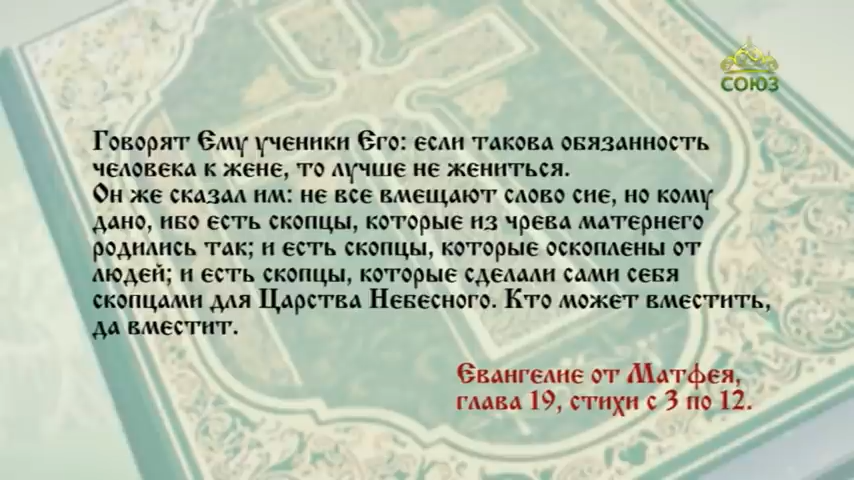 СОЮЗ
Говорят Ему ученики Его: если такова обязанность
человека к жене, то лучше не жениться.
Он же сказал им: не все вмещают слово сие, но кому
дано, ибо есть скопцы, которые из чрева матернего
родились так; и есть скопцы, которые оскоплены от
людей; и есть скопцы, которые сделали сами себя
скопцами для Царства Небесного. Кто может вместить,
да вместит.
Евангелие от Матфея,
глава 19, стихи с 3 по 12.